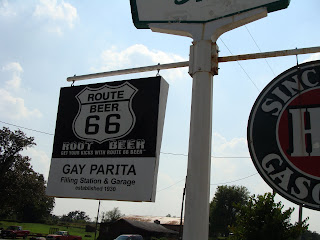 ROUTE
BEER
66
ROOT BEER
GET YOUR KICKS WITH ROUTE 66 BEER
GAY PARITA
Filing Station & Garage
established 1930
SINC
H
GASO